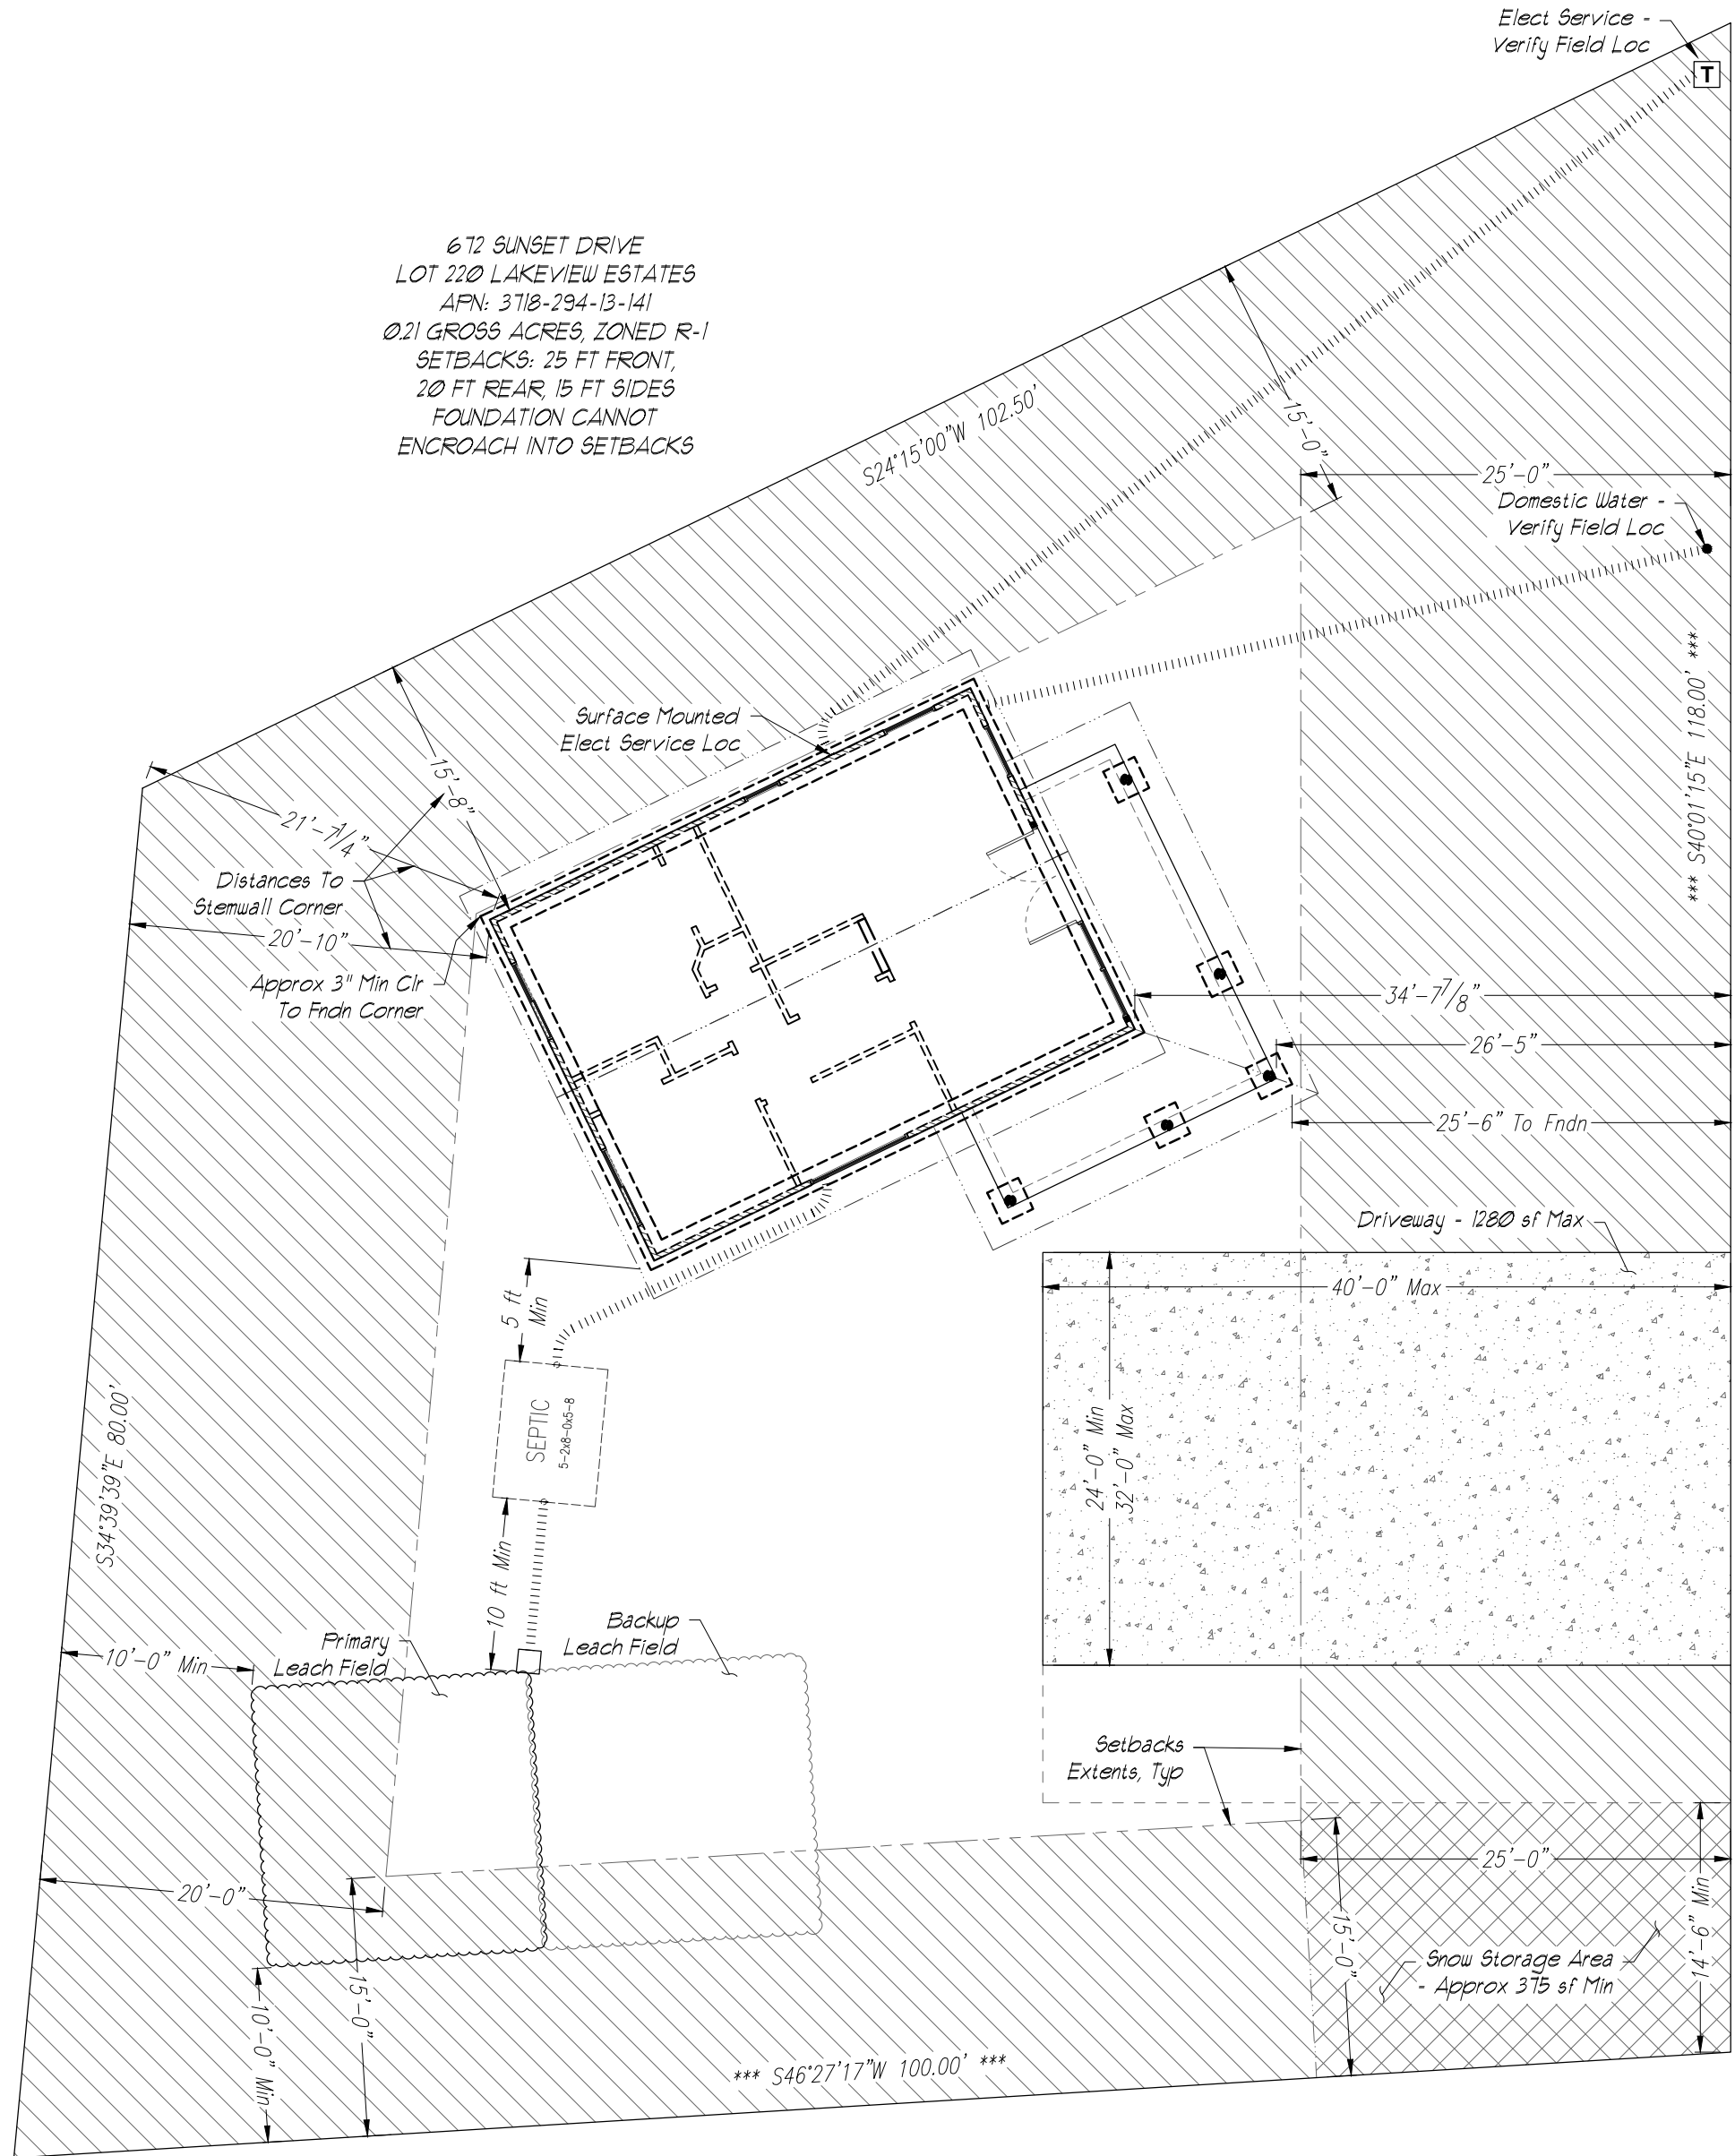 Elect Service -
Verify Field Loc
T
672 SUNSET DRIVE
LOT 220 LAKEVIEW ESTATES
APN: 3718-294-13-141
0.21 GROSS ACRES, ZONED R-1
SETBACKS: 25 FT FRONT,
20 FT REAR, 15 FT SIDES
FOUNDATION CANNOT
ENCROACH INTO SETBACKS
S24°15'00"W 102.50'
15'-0"
25'-0"
Domestic Water -
Verify Field Loc
*** S40°01'15"E 118.00' ***
Surface Mounted
Elect Service Loc
15'-8"
21'-7 1/4"
Distances To
Stemwall Corner
20'-10"
Approx 3" Min Clr
To Fndn Corner
34'-7 7/8"
26'-5"
25'-6" To Fndn
Driveway - 1280 sf Max
40'-0" Max
5 ft
Min
24'-0" Min
32'-0" Max
SEPTIC
5-2x8-0x5-8
S34°39'39"E 80.00'
10 ft Min
Primary
Leach Field
Backup
Leach Field
10'-0" Min
Setbacks
Extents, Typ
25'-0"
20'-0"
15'-0"
14'-6" Min
Snow Storage Area
- Approx 375 sf Min
15'-0"
10'-0" Min
*** S46°27'17"W 100.00' ***